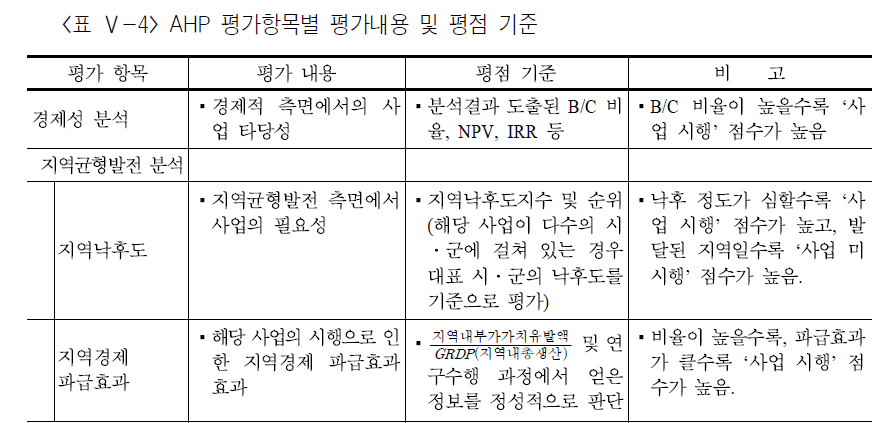 <표 Ⅴ-4> AHP 평가항목별 평가내용 및 평점 기준
평가 항목
평가 내용
평점 기준
비 고
경제성 분석
▪경제적 측면에서의 사
업 타당성
▪분석결과 도출된 B/C 비
율, NPV, IRR 등
▪B/C 비율이 높을수록 ‘사
업 시행’ 점수가 높음
지역균형발전 분석
지역낙후도
▪지역균형발전 측면에서
사업의 필요성
▪지역낙후도지수 및 순위
(해당 사업이 다수의 시
·군에 걸쳐 있는 경우
대표 시·군의 낙후도를
기준으로 평가)
▪낙후 정도가 심할수록 ‘사
업 시행’ 점수가 높고, 발
달된 지역일수록 ‘사업 미
시행’ 점수가 높음.
지역경제
파급효과
▪해당 사업의 시행으로 인
한 지역경제 파급효과
효과
▪지역내부가가치유발액
GRDP(지역내총생산) 및 연
구수행 과정에서 얻은
정보를 정성적으로 판단
▪비율이 높을수록, 파급효과
가 클수록 ‘사업 시행’ 점
수가 높음.